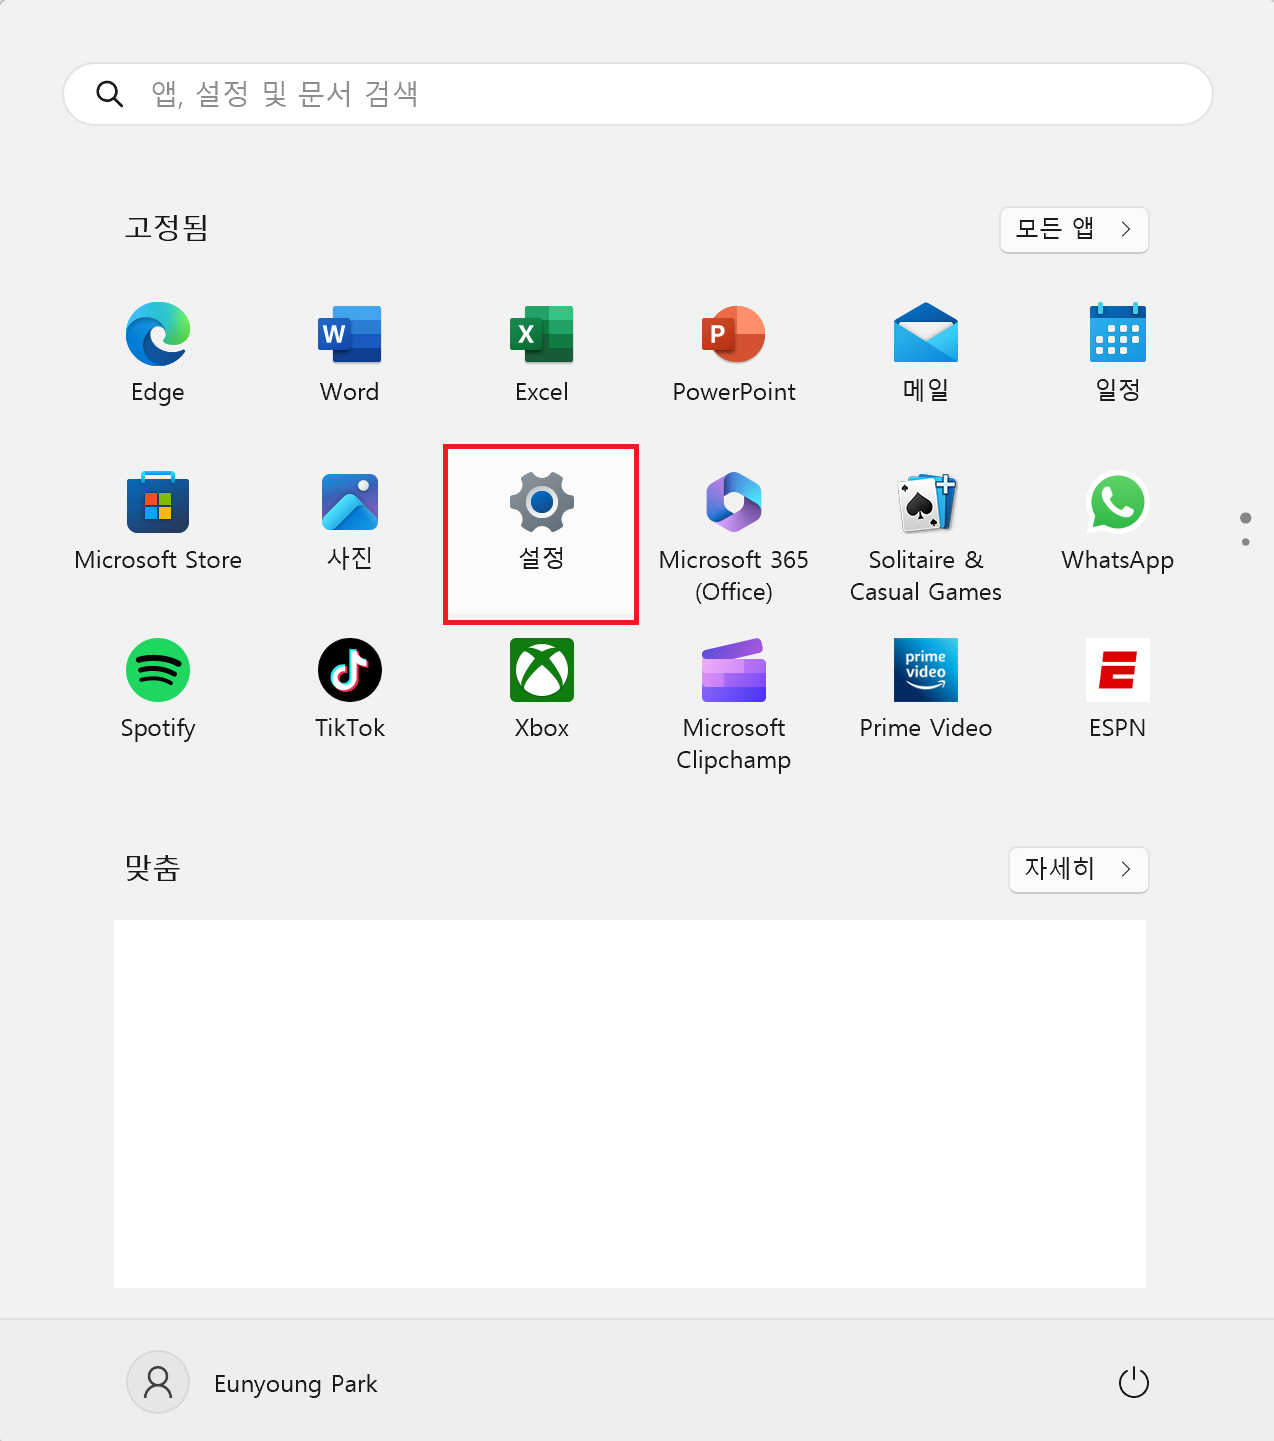 앱, 설정 및 문서 검색
고정됨
모든 앱
Edge
Word
Excel
PowerPoint
메일
일정
Microsoft Store
사진
설정
Microsoft 365
(Office)
Solitaire &
Casual Games
WhatsApp
Spotify
TikTok
Xbox
Microsoft
Clipchamp
prime
video
Prime Video
ESPN
맞춤
자세히
Eunyoung Park